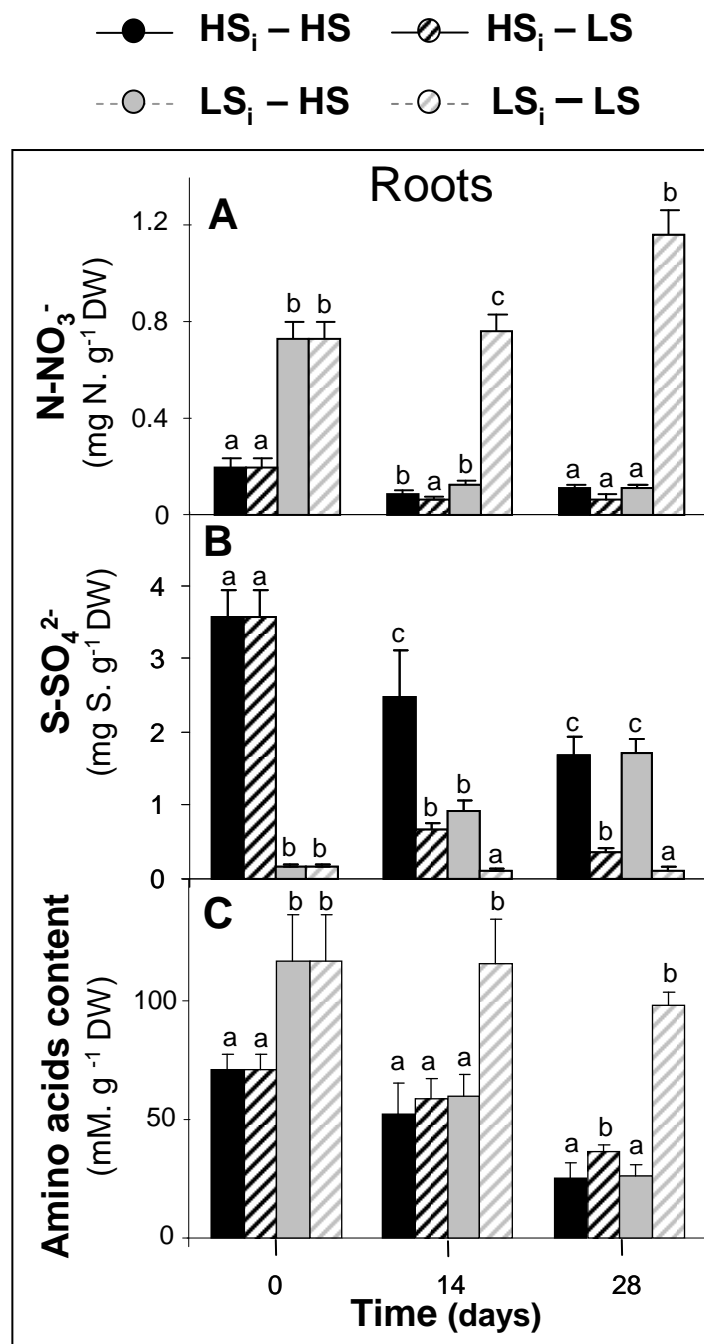 HSi – HS HSi – LS
LSi – HS LSi – LS
Roots
A
N-NO3-
(mg N. g-1 DW)
1.2
0.8
0.4
0
a a b b
b a b c
a a a b
B
S-SO42-
(mg S. g-1 DW)
4
3
2
1
0
a a b b
c b b a
c b c a
C
Amino acids content
(mM. g -1 DW)
100
50
0
a a b b
a a a b
a b a b
0 14 28
Time (days)